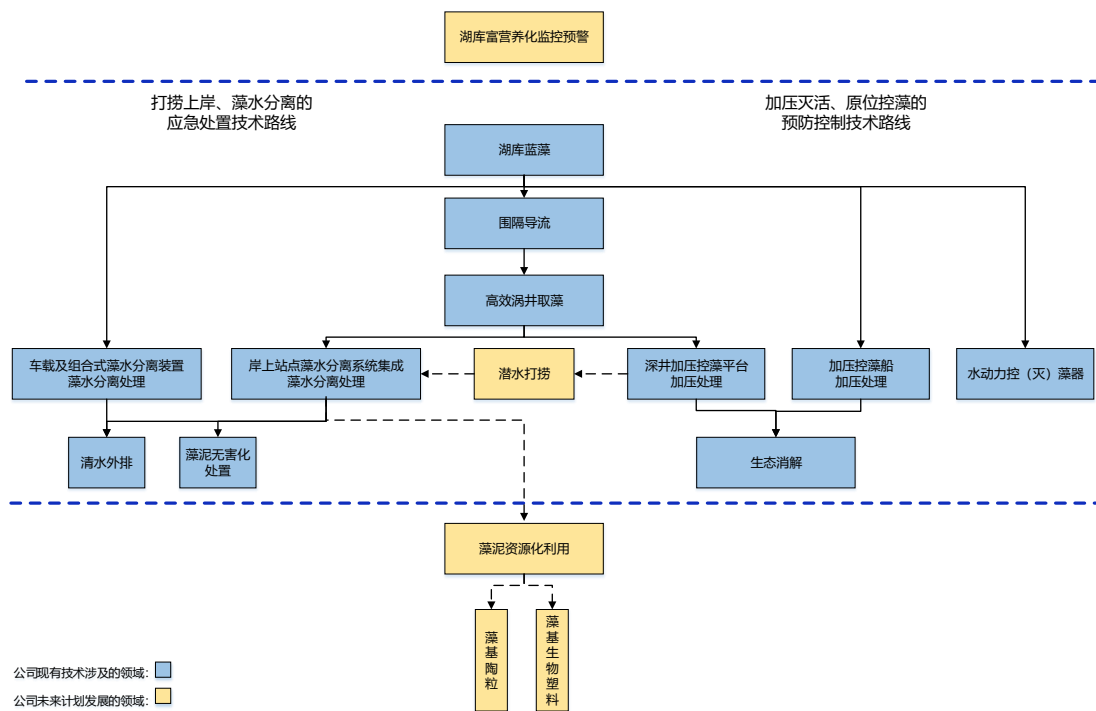 湖库富营养化监控预警
打捞上岸、藻水分离的
应急处置技术路线
加压灭活、原位控藻的
预防控制技术路线
湖库蓝藻
围隔导流
高效涡井取藻
车载及组合式藻水分离装置
藻水分离处理
岸上站点藻水分离系统集成
藻水分离处理
潜水打捞
深井加压控藻平台
加压处理
加压控藻船
加压处理
水动力控（灭）藻器
清水外排
藻泥无害化
处置
生态消解
藻泥资源化利用
藻基陶粒
藻基生物塑料
公司现有技术涉及的领域：
公司未来计划发展的领域：